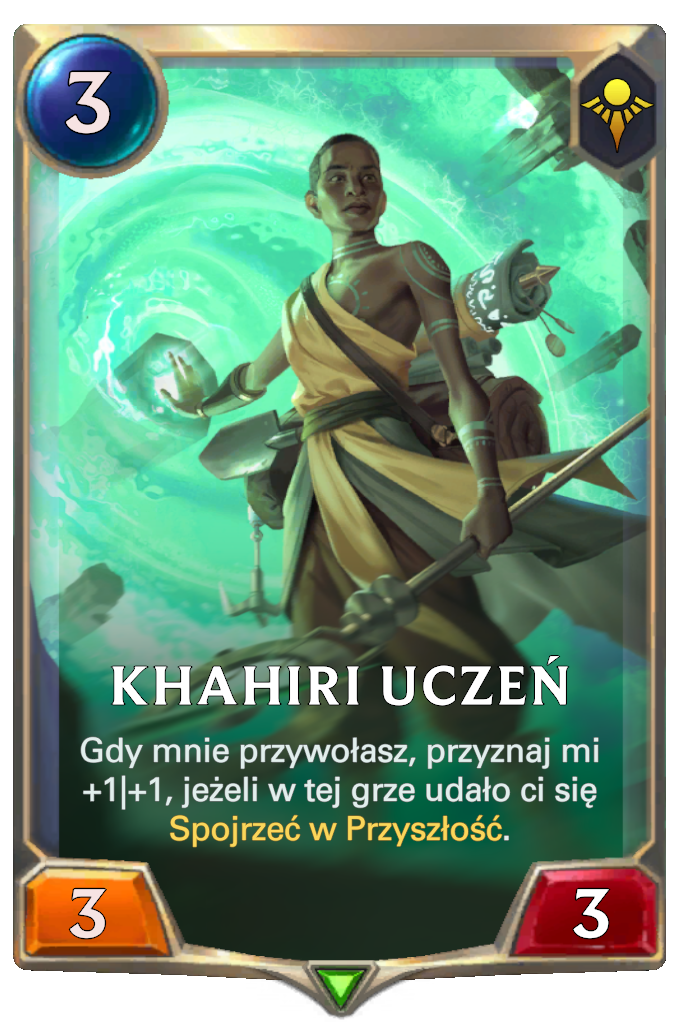 3
KHAHIRI UCZEŃ
Gdy mnie przywołasz, przyznaj mi
+1|+1, jeżeli w tej grze udało ci się
Spojrzeć w Przyszłość.
3
3